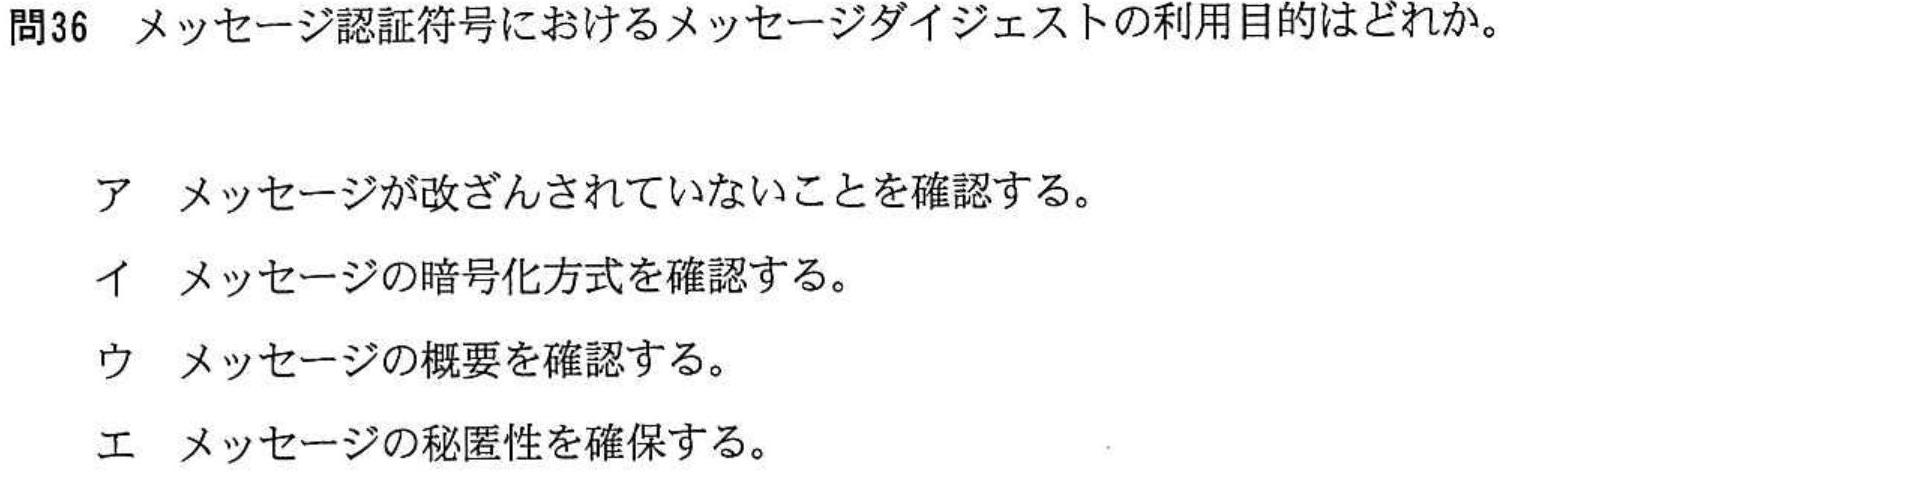 問36　メッセージ認証符号におけるメッセージダイジェストの利用目的はどれか。
ア　メッセージが改ざんされていないことを確認する。
イ　メッセージの暗号化方式を確認する。
ウ　メッセージの概要を確認する。
エ　メッセージの秘匿性を確保する。